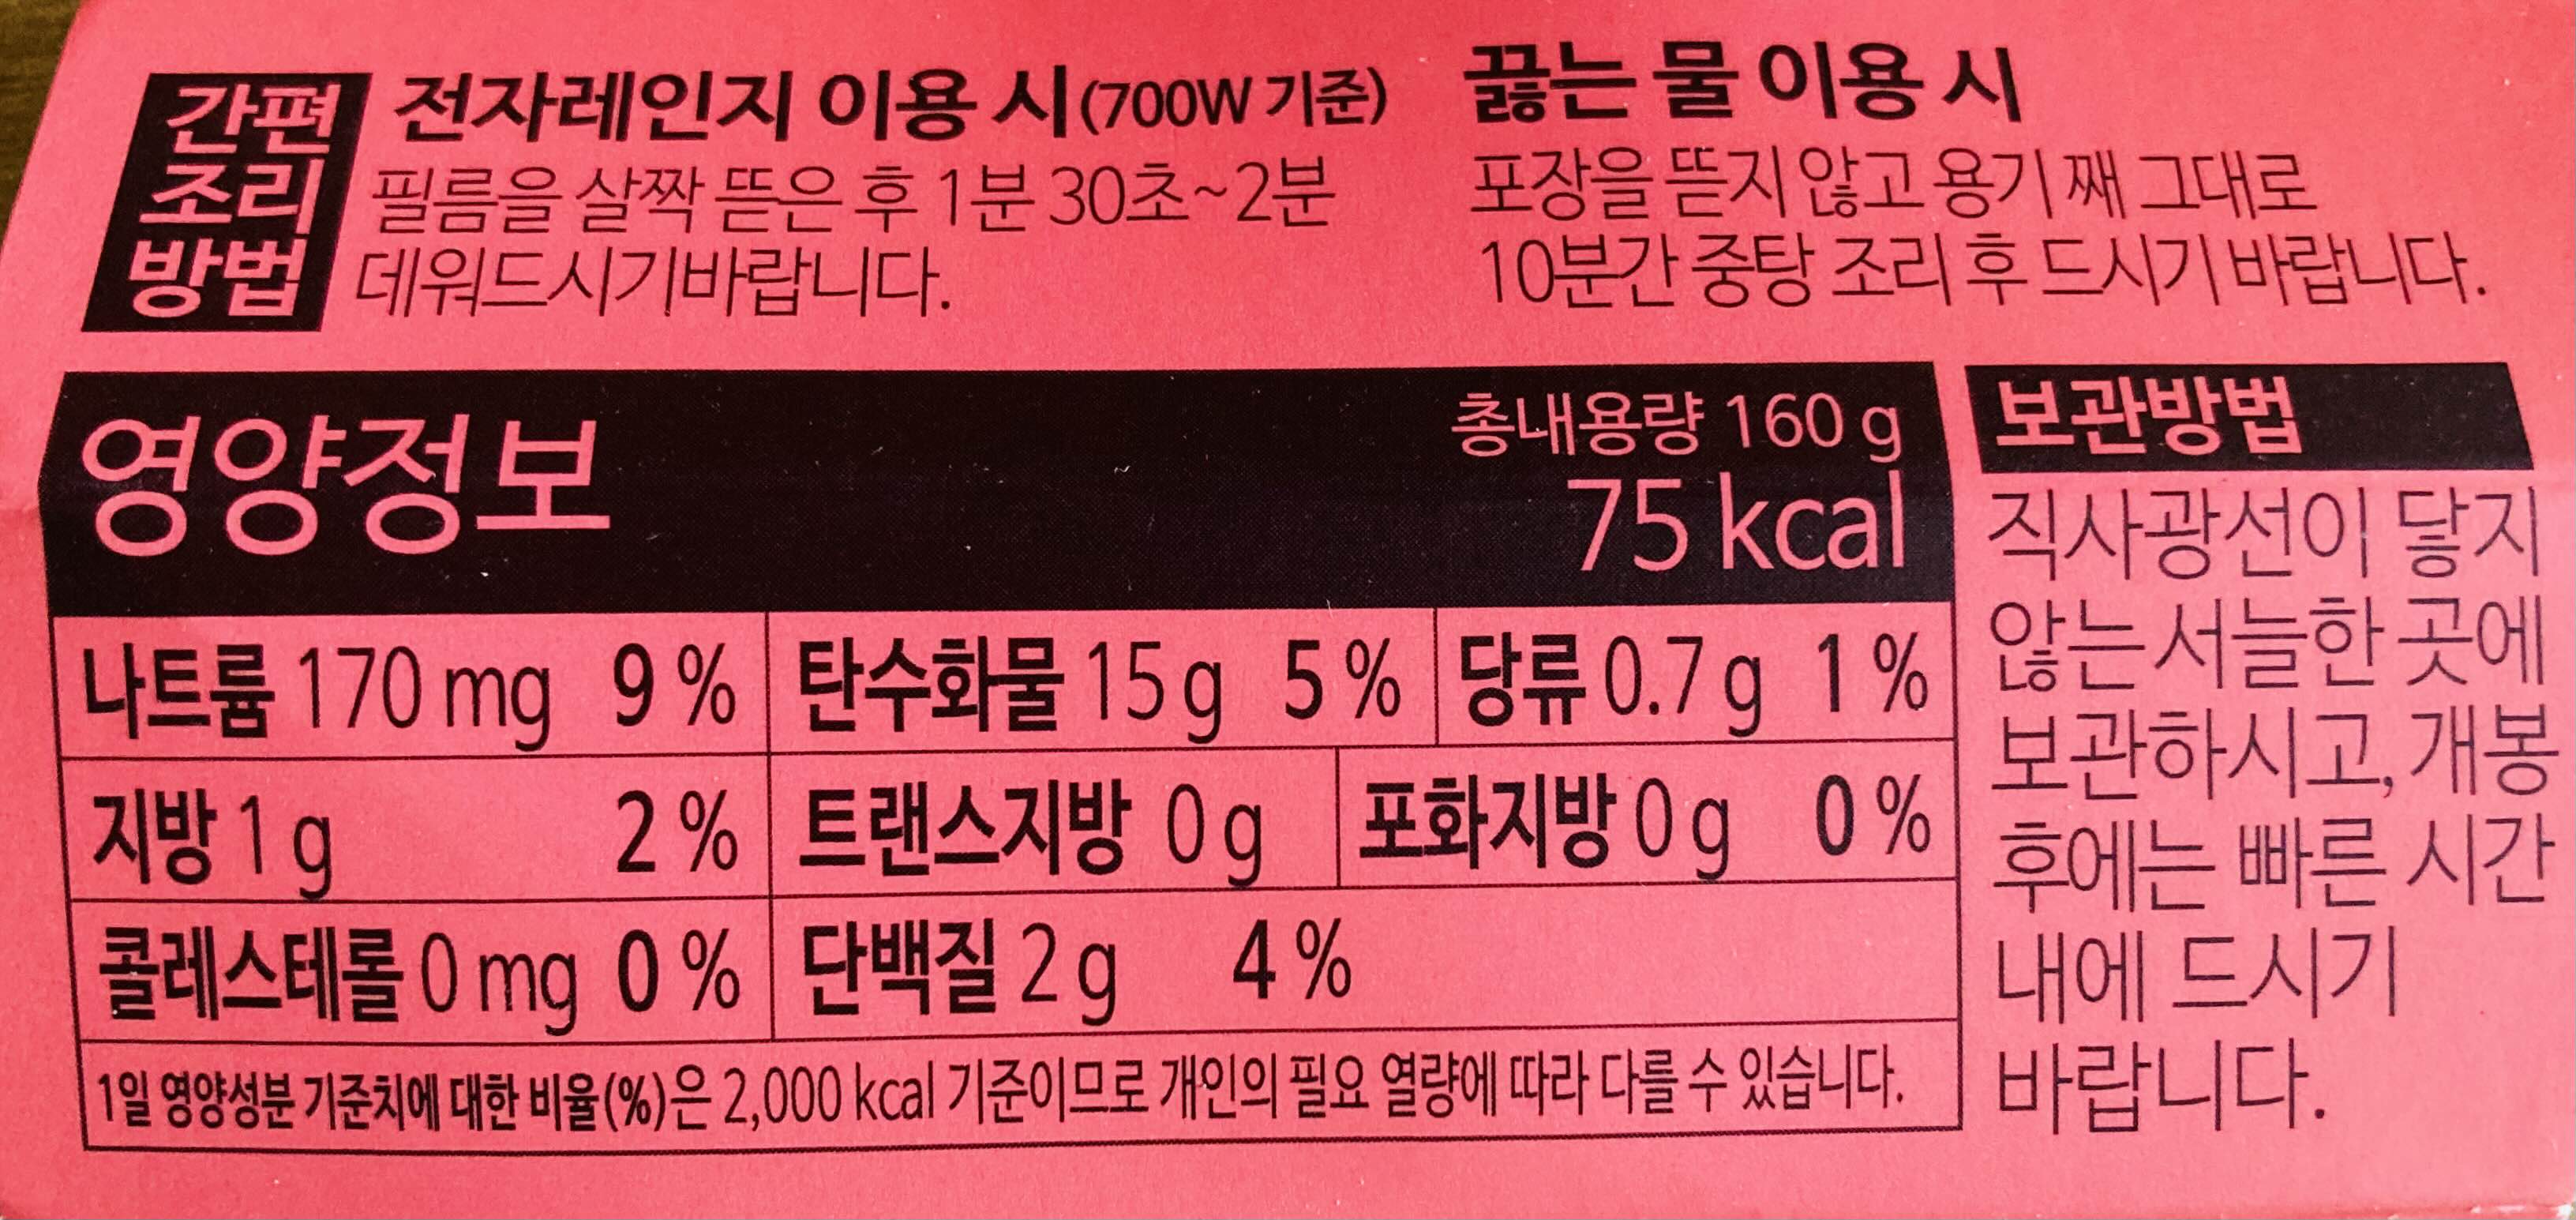 간편
조리
방법
전자레인지 이용 시 (700W 기준)
필름을 살짝 뜯은 후 1분 30초~2분
데워드시기바랍니다.
끓는 물 이용 시
포장을 뜯지 않고 용기 째 그대로
10분간 중탕 조리 후 드시기 바랍니다.
영양정보
총내용량 160 g
75 kcal
나트륨 170 mg 9 % 탄수화물 15 g 5 % 당류 0.7 g 1 %
지방 1 g 2 % 트랜스지방 0 g 포화지방 0 g 0 %
콜레스테롤 0 mg 0 % 단백질 2 g 4 %
1일 영양성분 기준치에 대한 비율(%)은 2,000 kcal 기준이므로 개인의 필요 열량에 따라 다를 수 있습니다.
보관방법
직사광선이 닿지
않는 서늘한 곳에
보관하시고, 개봉
후에는 빠른 시간
내에 드시기
바랍니다.